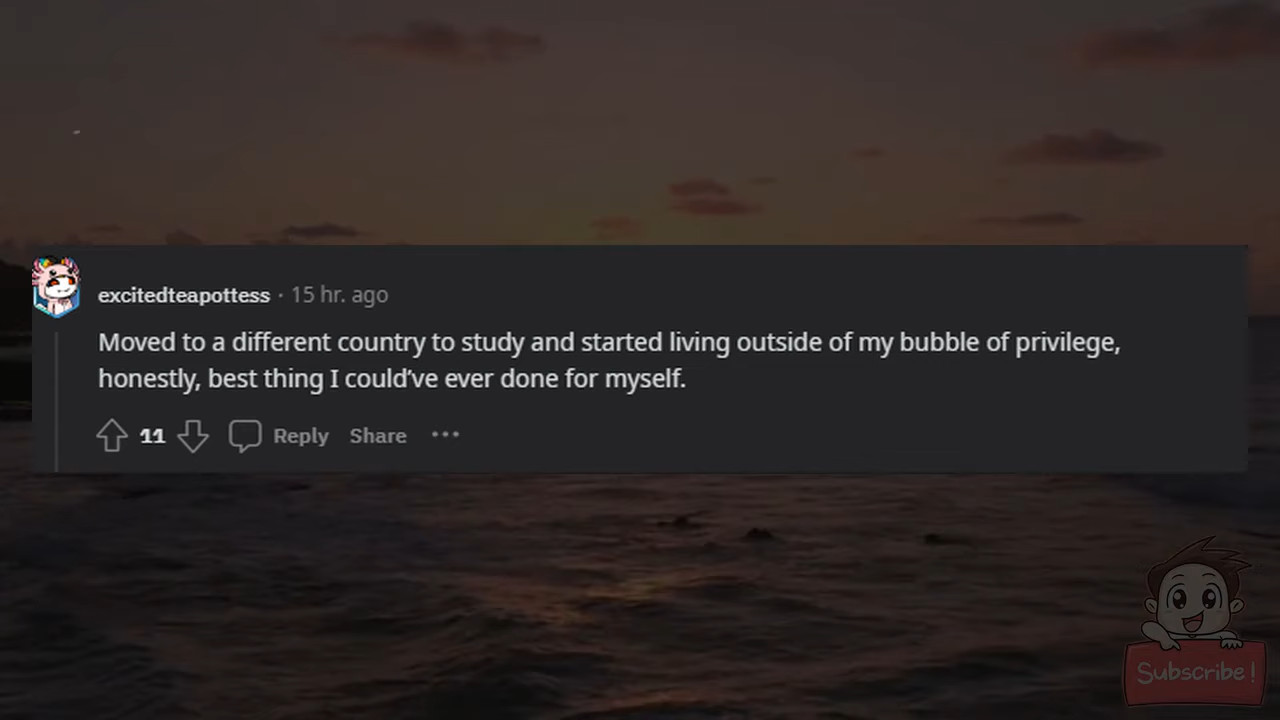 excitedteapottess · 15 hr. ago
Moved to a different country to study and started living outside of my bubble of privilege,
honestly, best thing I could've ever done for myself.
11 Reply Share ···
Subscribe!